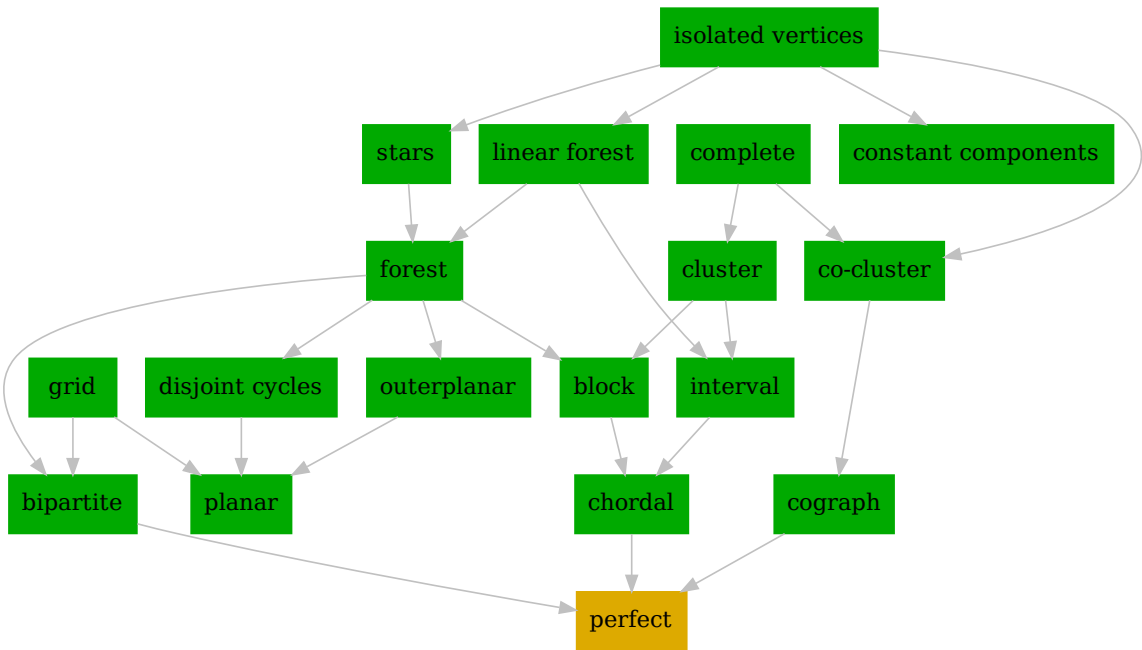 isolated vertices
stars
linear forest
complete
constant components
forest
cluster
co-cluster
grid
disjoint cycles
outerplanar
block
interval
bipartite
planar
chordal
cograph
perfect